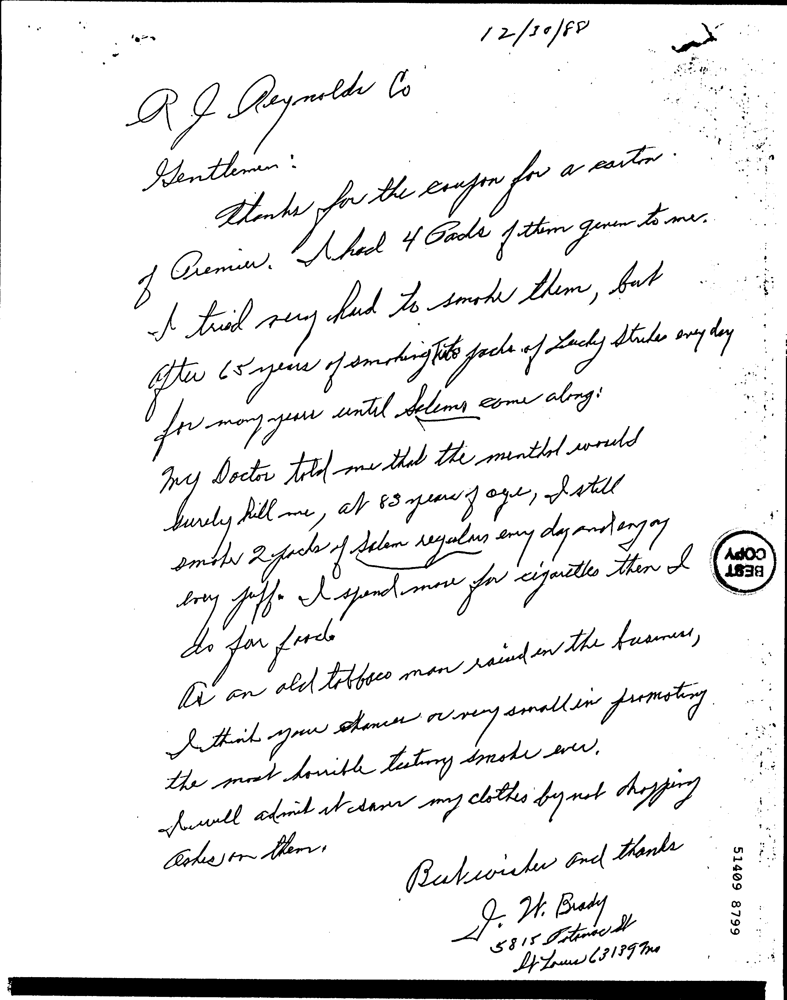 12/30/88
R J Reynolds Co
Gentlemen:
Thanks for the coupon for a carton
of Premier. I had 4 Packs of them given to me.
I tried very hard to smoke them, but
after 65 years of smoking two packs of Lucky Strikes every day
for many years until Salems come along:
My Doctor told me that the menthol would
surely kill me, at 83 years of age, I still
smoke 2 packs of Salem regulars every day and enjoy
every puff. I spend more for cigarettes then I
do for food.
As an old tobbaco man raised in the business,
I think your chances or very small in promoting
the most horrible tasting smoke ever.
I will admit it saves my clothes by not dropping
ashes on them.
Best wishes and thanks
J. W. Brady
5815 Potomac St
St Louis 63139 Mo
BEST
COPY
51409 8799